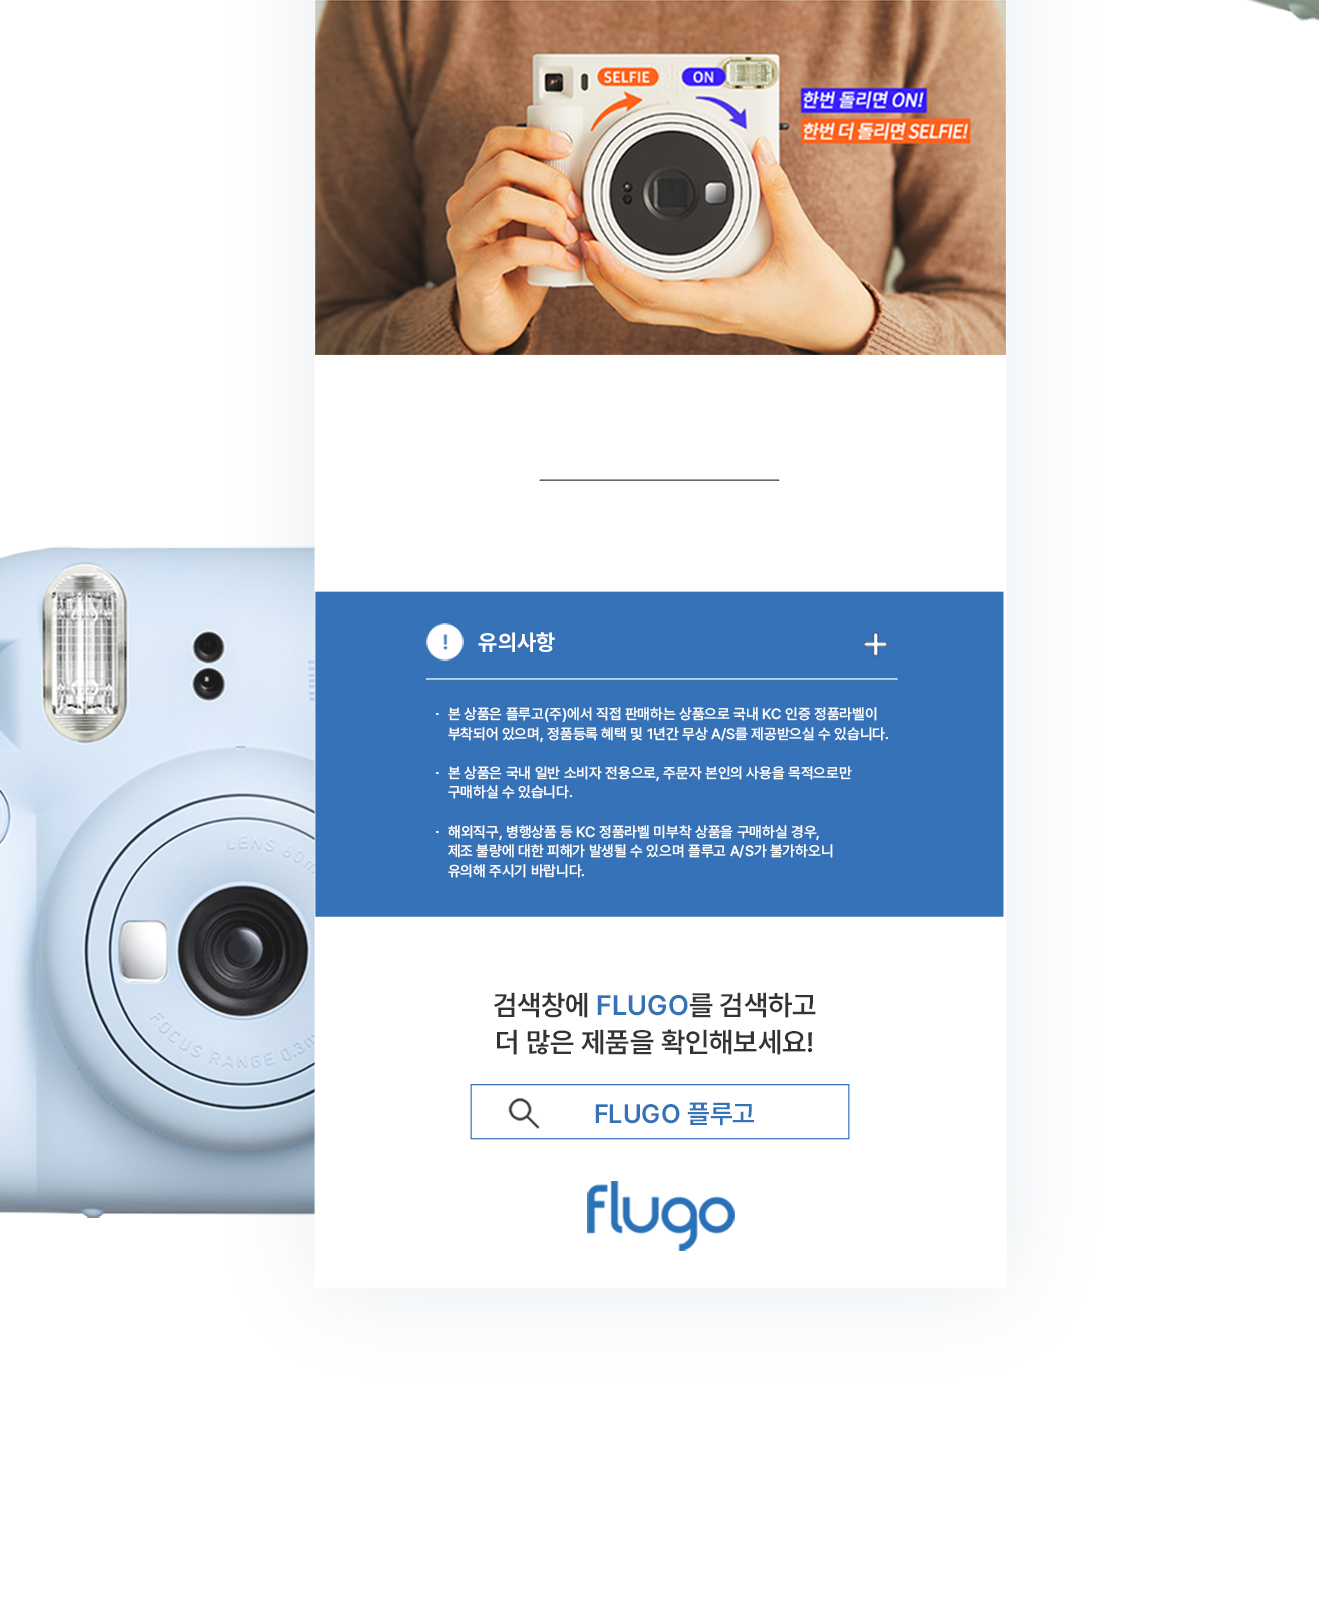 SELFIE
ON
한번 돌리면 ON!
한번 더 돌리면 SELFIE!
! 유의사항 +
· 본 상품은 플루고(주)에서 직접 판매하는 상품으로 국내 KC 인증 정품라벨이
부착되어 있으며, 정품등록 혜택 및 1년간 무상 A/S를 제공받으실 수 있습니다.
· 본 상품은 국내 일반 소비자 전용으로, 주문자 본인의 사용을 목적으로만
구매하실 수 있습니다.
· 해외직구, 병행상품 등 KC 정품라벨 미부착 상품을 구매하실 경우,
제조 불량에 대한 피해가 발생될 수 있으며 플루고 A/S가 불가하오니
유의해 주시기 바랍니다.
LENS 60m
FOCUS RANGE 0.3m
검색창에 FLUGO를 검색하고
더 많은 제품을 확인해보세요!
FLUGO 플루고
flugo